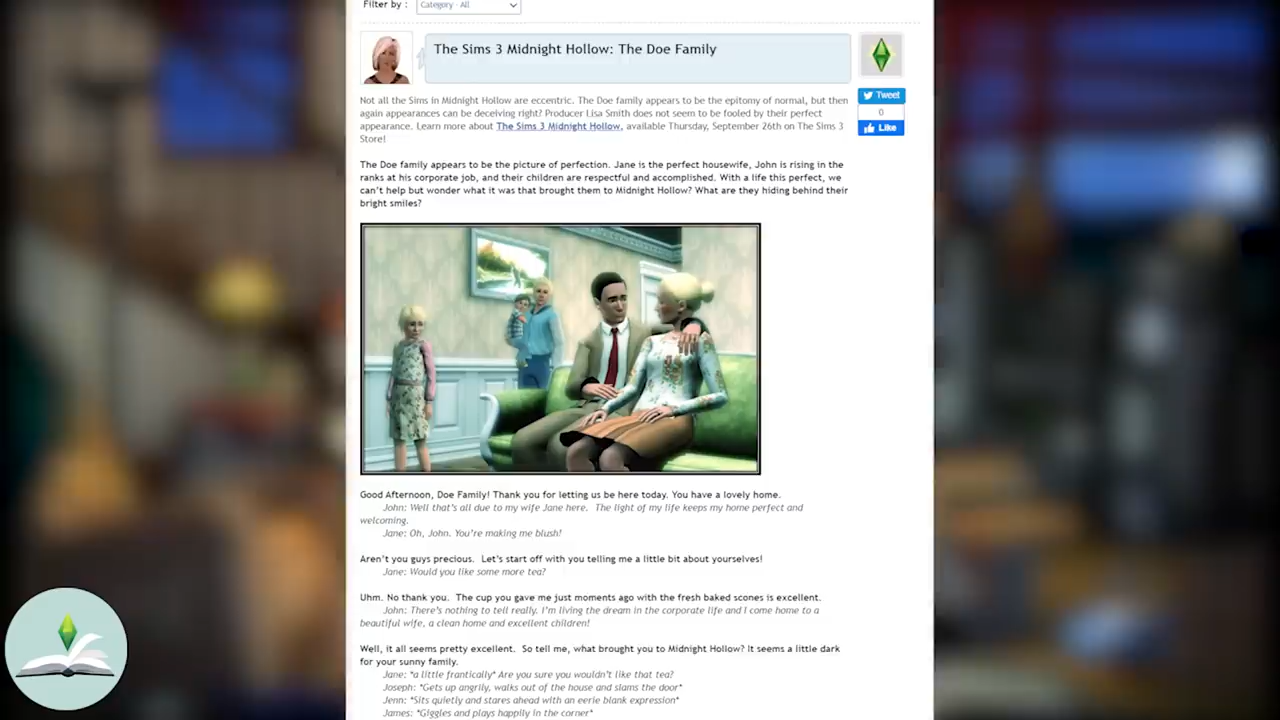 Filter by :
Category - All
The Sims 3 Midnight Hollow: The Doe Family
Not all the Sims in Midnight Hollow are eccentric. The Doe family appears to be the epitomy of normal, but then
again appearances can be deceiving right? Producer Lisa Smith does not seem to be fooled by their perfect
appearance. Learn more about The Sims 3 Midnight Hollow, available Thursday, September 26th on The Sims 3
Store!
Tweet
0
Like
The Doe family appears to be the picture of perfection. Jane is the perfect housewife, John is rising in the
ranks at his corporate job, and their children are respectful and accomplished. With a life this perfect, we
can't help but wonder what it was that brought them to Midnight Hollow? What are they hiding behind their
bright smiles?
Good Afternoon, Doe Family! Thank you for letting us be here today. You have a lovely home.
John: Well that's all due to my wife Jane here. The light of my life keeps my home perfect and
welcoming.
Jane: Oh, John. You're making me blush!
Aren't you guys precious. Let's start off with you telling me a little bit about yourselves!
Jane: Would you like some more tea?
Uhm. No thank you. The cup you gave me just moments ago with the fresh baked scones is excellent.
John: There's nothing to tell really. I'm living the dream in the corporate life and I come home to a
beautiful wife, a clean home and excellent children!
Well, it all seems pretty excellent. So tell me, what brought you to Midnight Hollow? It seems a little dark
for your sunny family.
Jane: *a little frantically* Are you sure you wouldn't like that tea?
Joseph: *Gets up angrily, walks out of the house and slams the door*
Jenn: *Sits quietly and stares ahead with an eerie blank expression*
James: *Giggles and plays happily in the corner*